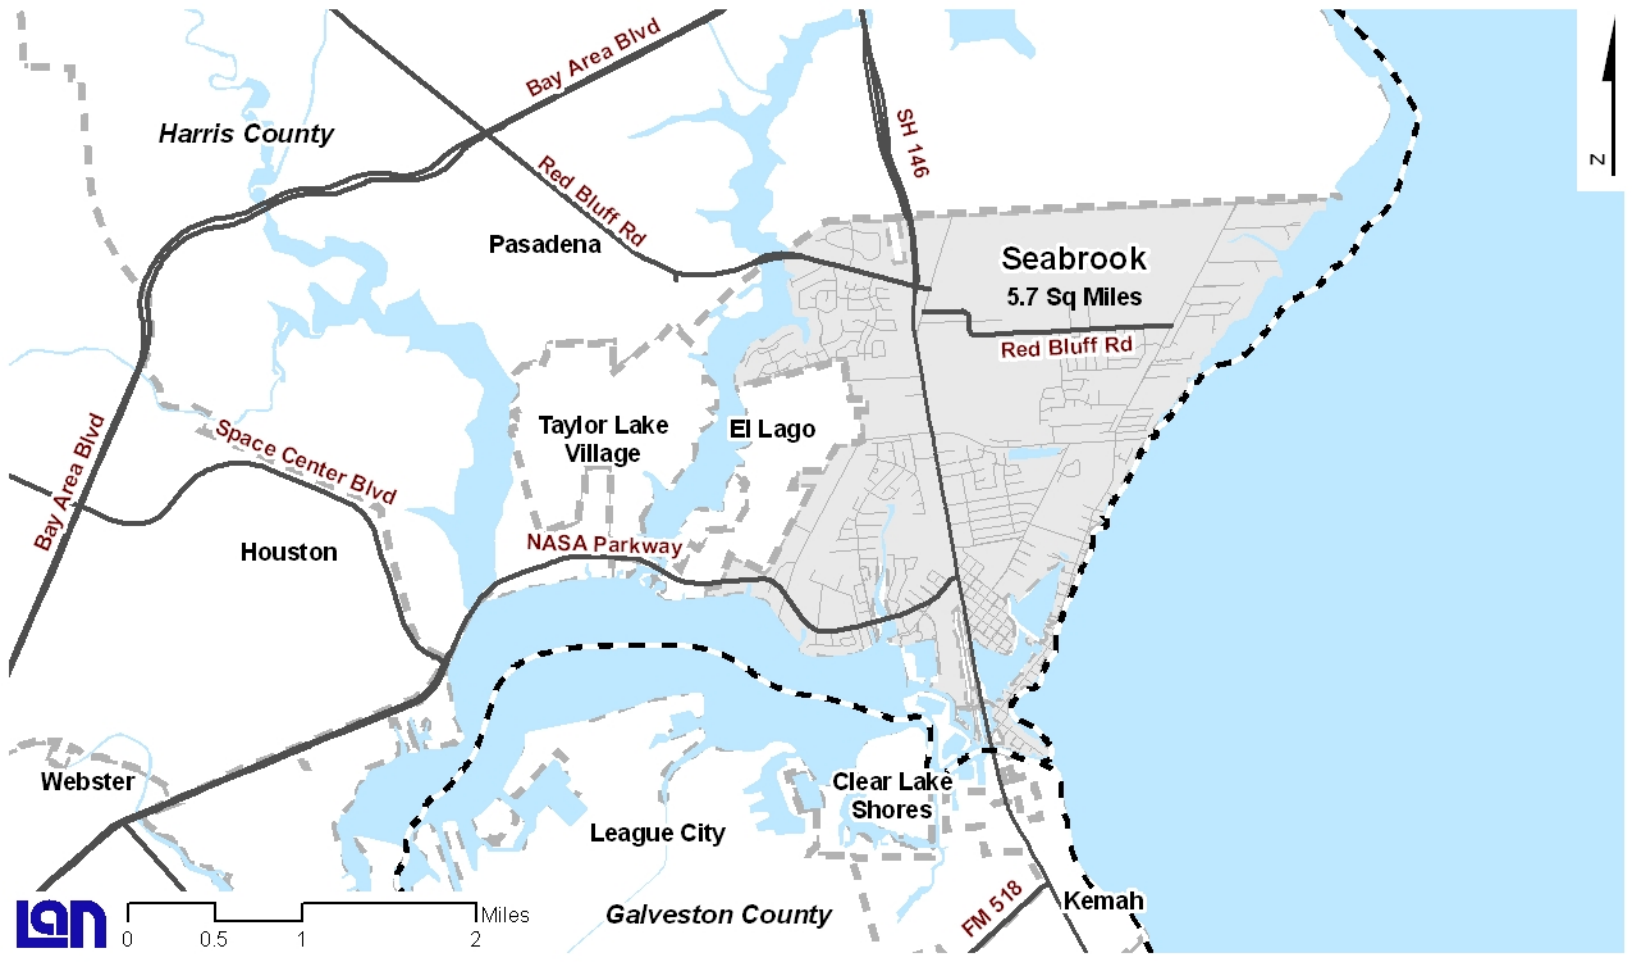 Bay Area Blvd
Harris County
SH 146
Red Bluff Rd
N
Pasadena
Seabrook
5.7 Sq Miles
Red Bluff Rd
Taylor Lake
Village
El Lago
Space Center Blvd
Bay Area Blvd
Houston
NASA Parkway
Webster
Clear Lake
Shores
League City
Kemah
FM 518
Galveston County
LAN
Miles
0
0.5
1
2